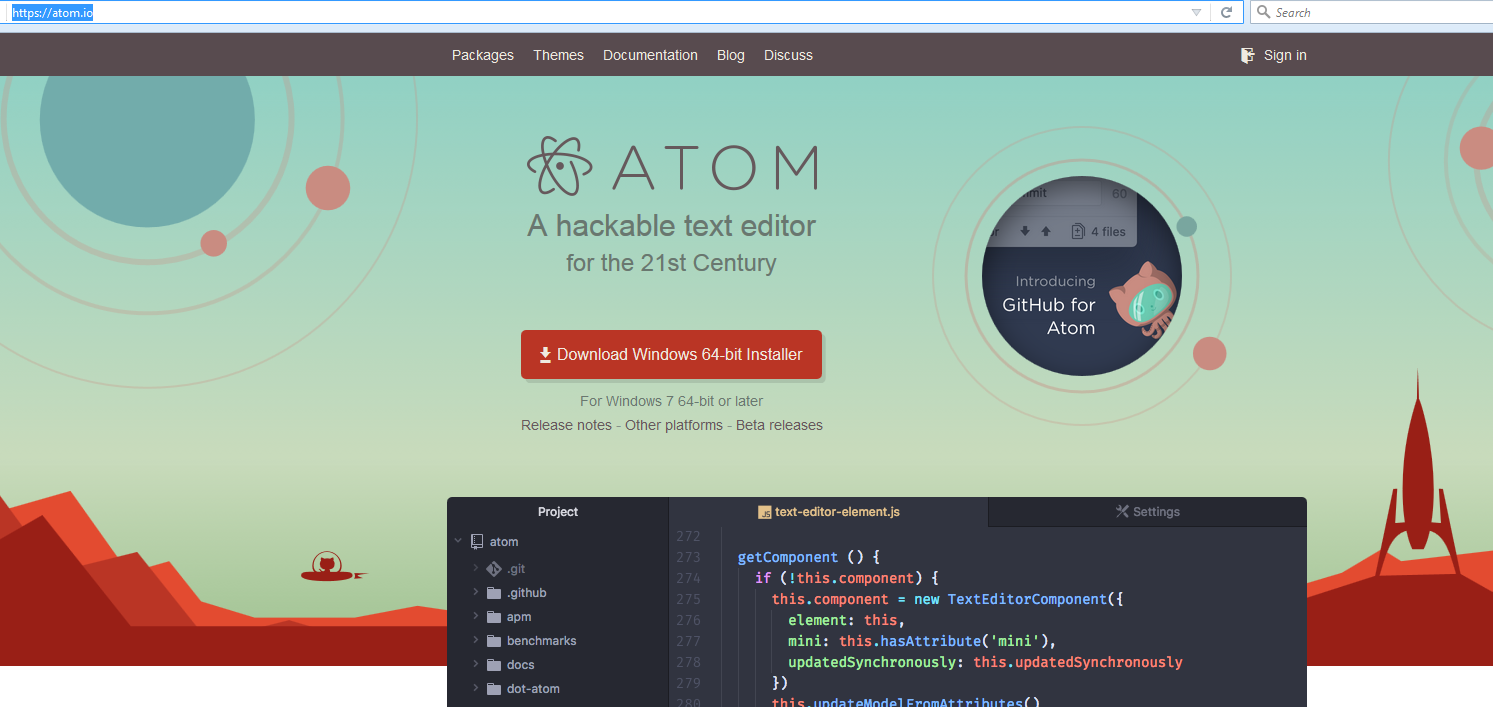 https://atom.io
Search
Packages Themes Documentation Blog Discuss
Sign in
ATOM
A hackable text editor
for the 21st Century
Download Windows 64-bit Installer
For Windows 7 64-bit or later
Release notes - Other platforms - Beta releases
60
4 files
Introducing
GitHub for
Atom
Project
atom
.git
.github
apm
benchmarks
docs
dot-atom
text-editor-element.js
Settings
272
273 getComponent () {
274 if (!this.component) {
275 this.component = new TextEditorComponent({
276 element: this,
277 mini: this.hasAttribute('mini'),
278 updatedSynchronously: this.updatedSynchronously
279 })
280 this.updateModelFromAttributes()